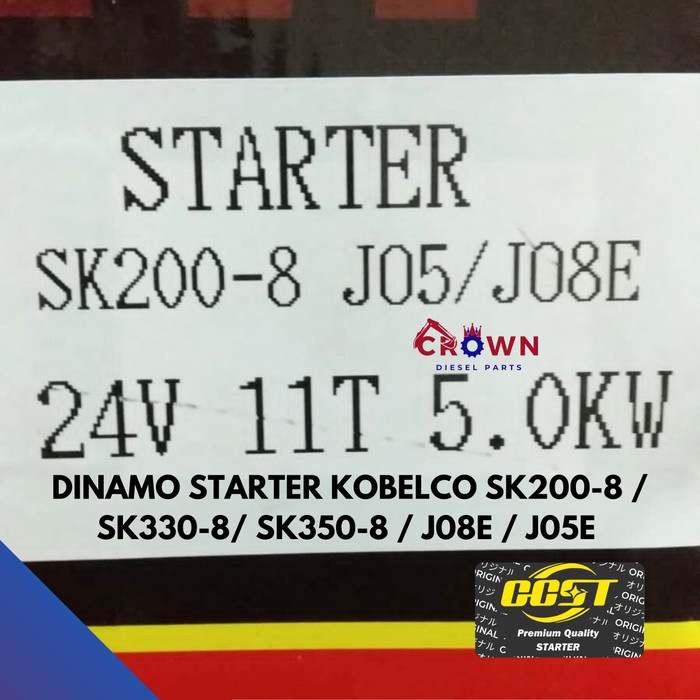 STARTER
SK200-8 J05/J08E
CROWN
DIESEL PARTS
24V 11T 5.0KW
DINAMO STARTER KOBELCO SK200-8 /
SK330-8/ SK350-8 / J08E / J05E
CCST
Premium Quality
STARTER